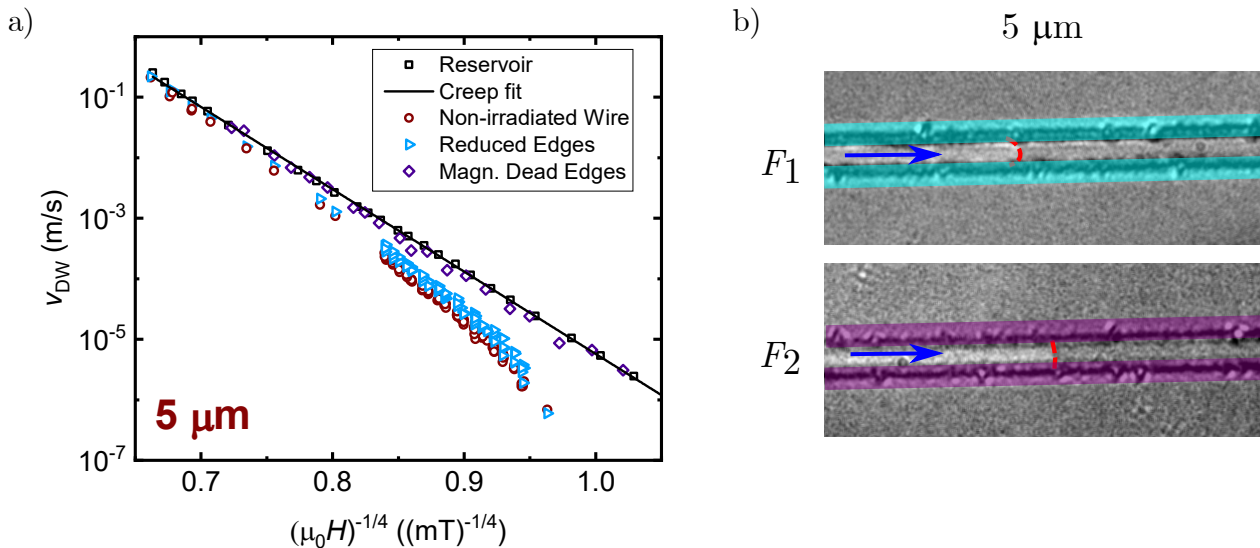 a)
10⁻¹
10⁻³
10⁻⁵
10⁻⁷
v_DW (m/s)
Reservoir
Creep fit
Non-irradiated Wire
Reduced Edges
Magn. Dead Edges
5 μm
0.7 0.8 0.9 1.0
(μ₀H)⁻¹/⁴ ((mT)⁻¹/⁴)
b)
5 μm
F₁
F₂